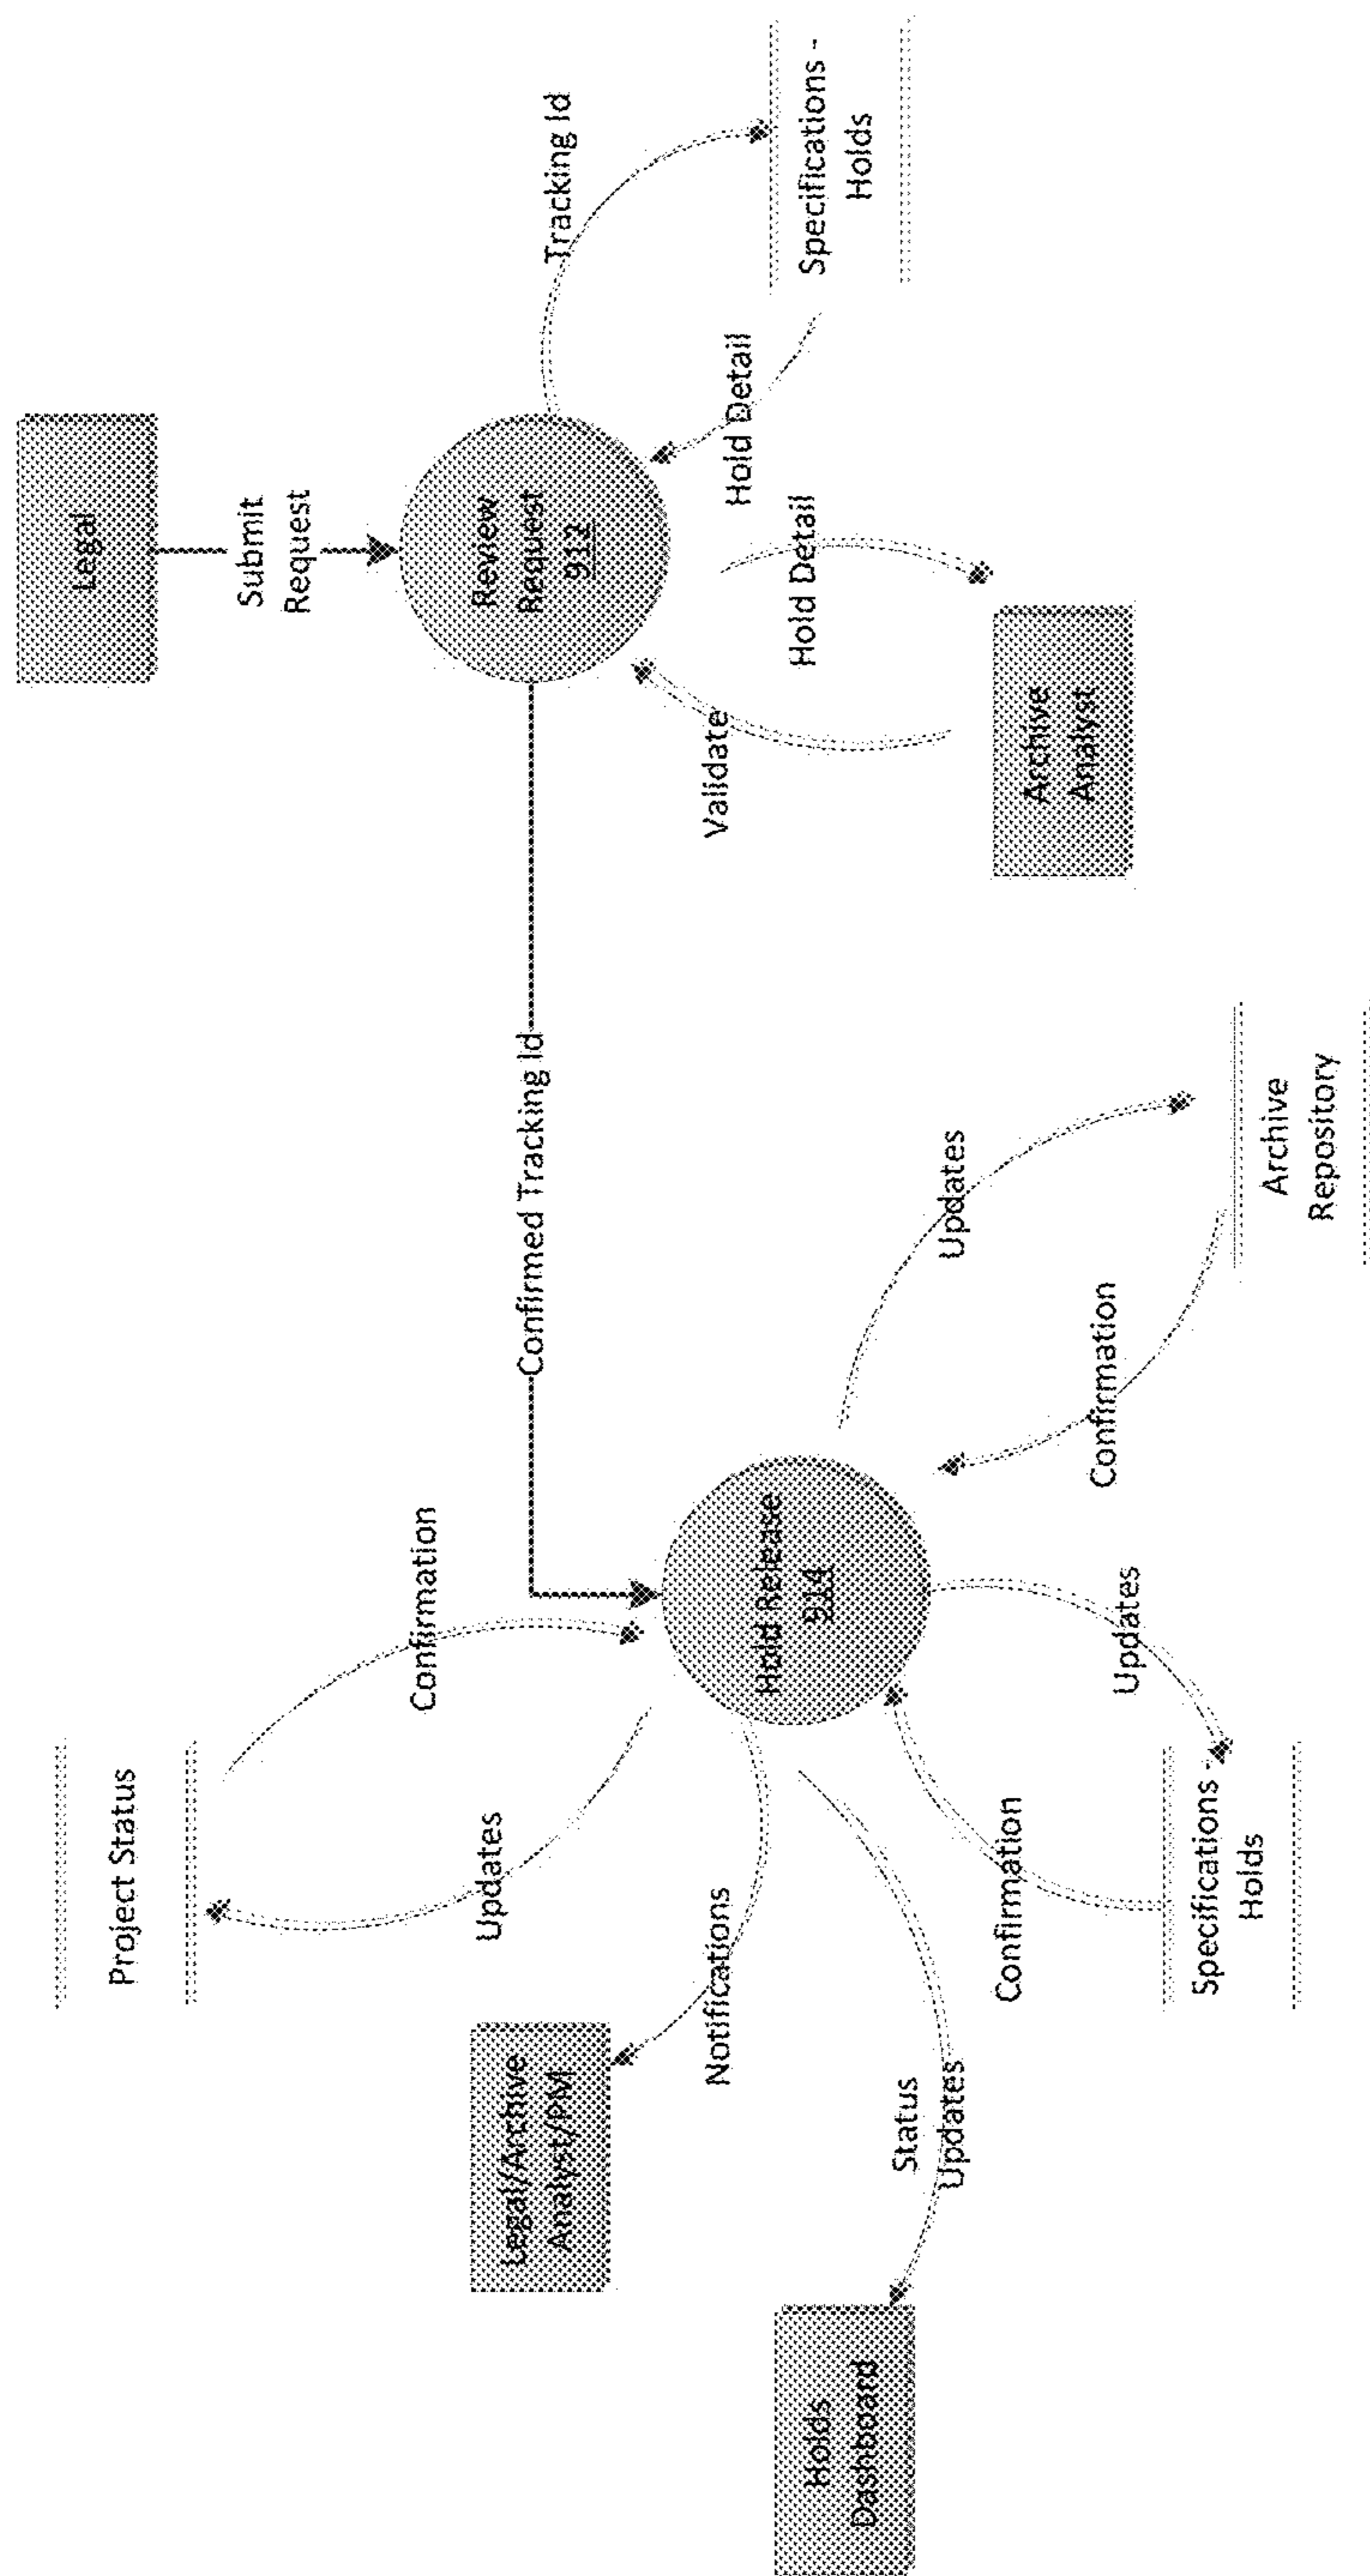 Legal
Submit
Request
Review
Request
912
Tracking Id
Specifications -
Holds
Hold Detail
Hold Detail
Validate
Archive
Analyst
Confirmed Tracking Id
Hold Release
914
Updates
Archive
Repository
Confirmation
Confirmation
Project Status
Updates
Notifications
Legal/Archive
Analyst/PM
Status
Updates
Holds
Dashboard
Updates
Specifications -
Holds
Confirmation